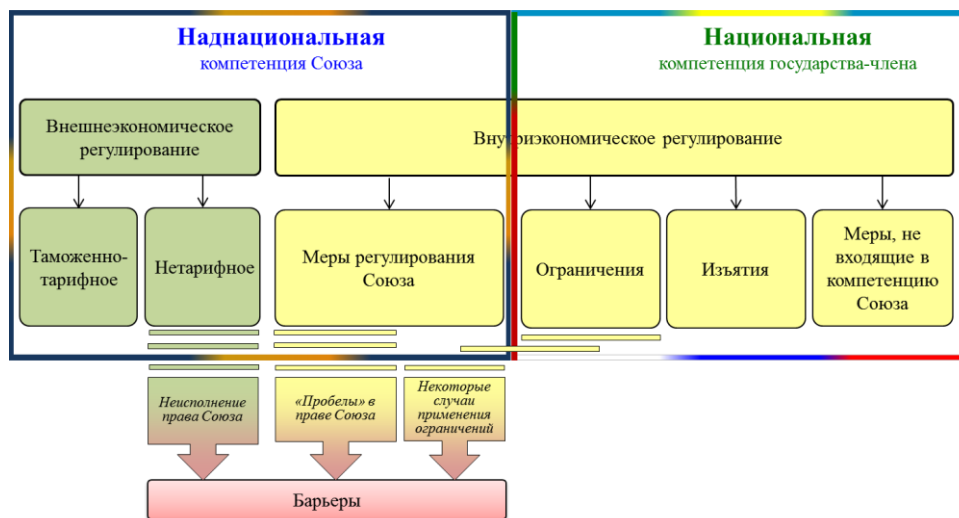 Наднациональная
компетенция Союза
Национальная
компетенция государства-члена
Внешнеэкономическое
регулирование
Внутриэкономическое регулирование
Таможенно-
тарифное
Нетарифное
Меры регулирования
Союза
Ограничения
Изъятия
Меры, не
входящие в
компетенцию
Союза
Неисполнение
права Союза
«Пробелы» в
праве Союза
Некоторые
случаи
применения
ограничений
Барьеры